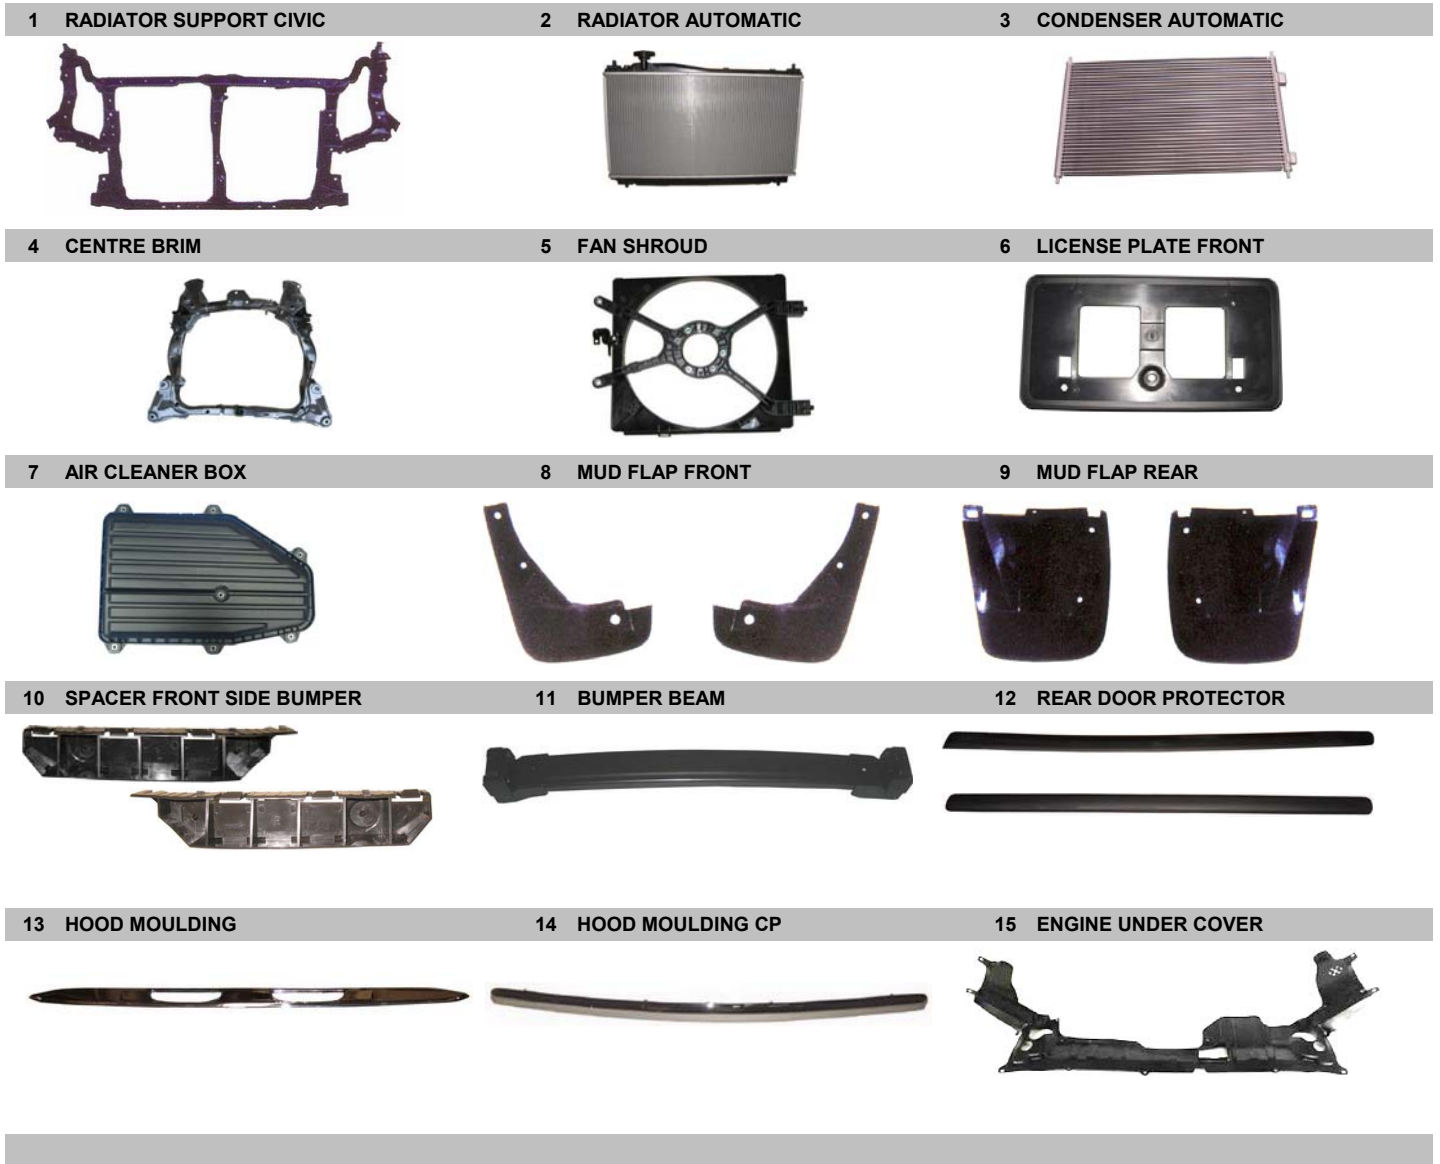 1 RADIATOR SUPPORT CIVIC 2 RADIATOR AUTOMATIC 3 CONDENSER AUTOMATIC
4 CENTRE BRIM 5 FAN SHROUD 6 LICENSE PLATE FRONT
7 AIR CLEANER BOX 8 MUD FLAP FRONT 9 MUD FLAP REAR
10 SPACER FRONT SIDE BUMPER 11 BUMPER BEAM 12 REAR DOOR PROTECTOR
13 HOOD MOULDING 14 HOOD MOULDING CP 15 ENGINE UNDER COVER